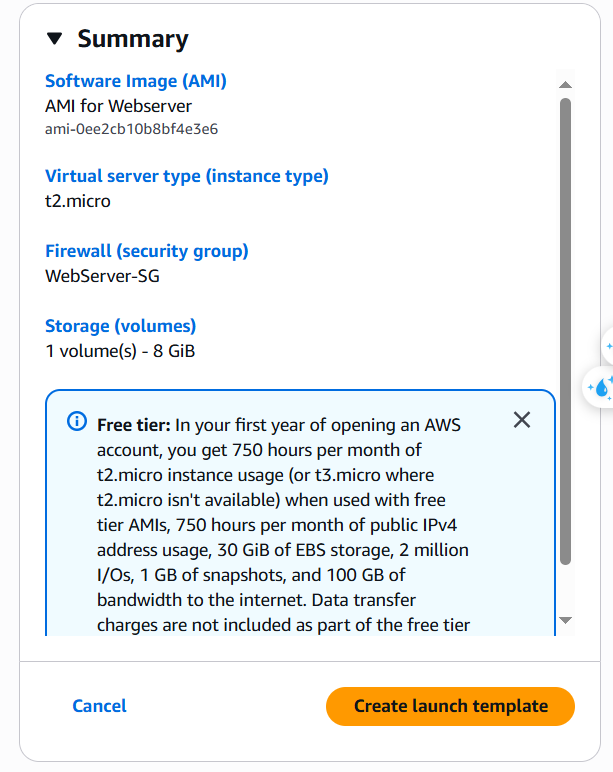 Summary
Software Image (AMI)
AMI for Webserver
ami-0ee2cb10b8bf4e3e6
Virtual server type (instance type)
t2.micro
Firewall (security group)
WebServer-SG
Storage (volumes)
1 volume(s) - 8 GiB
Free tier: In your first year of opening an AWS
account, you get 750 hours per month of
t2.micro instance usage (or t3.micro where
t2.micro isn't available) when used with free
tier AMIs, 750 hours per month of public IPv4
address usage, 30 GiB of EBS storage, 2 million
I/Os, 1 GB of snapshots, and 100 GB of
bandwidth to the internet. Data transfer
charges are not included as part of the free tier
Cancel
Create launch template